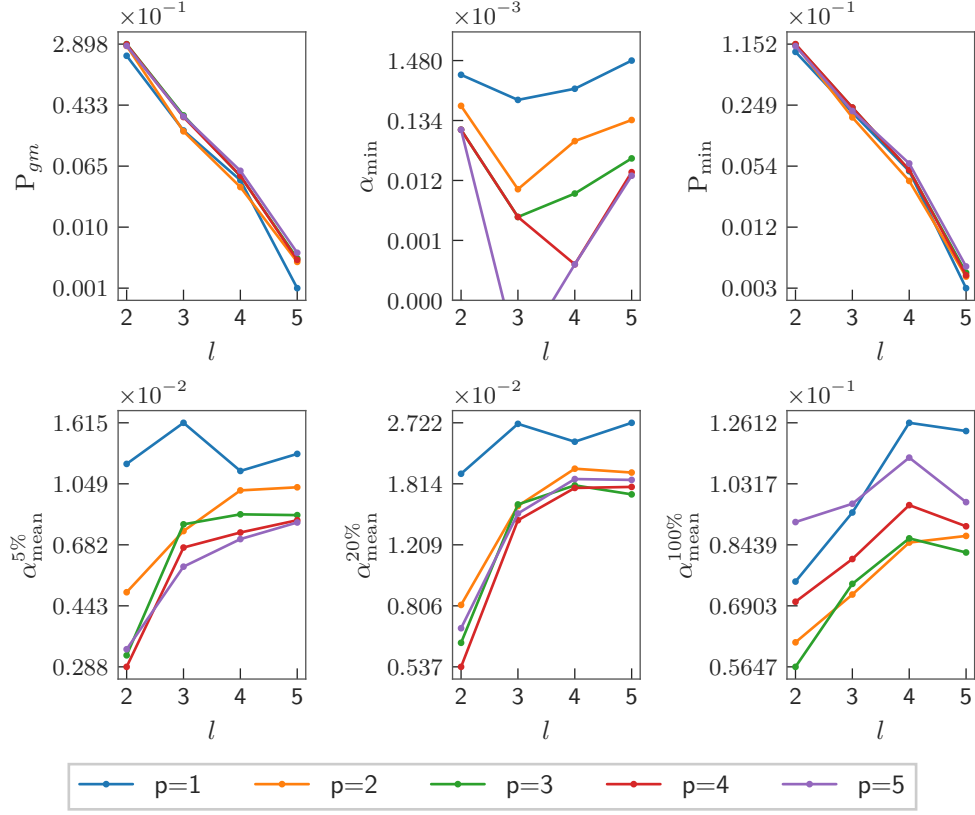 ×10⁻¹
2.898
0.433
0.065
0.010
0.001
P_gm
2 3 4 5
l
×10⁻³
1.480
0.134
0.012
0.001
0.000
α_min
2 3 4 5
l
×10⁻¹
1.152
0.249
0.054
0.012
0.003
P_min
2 3 4 5
l
×10⁻²
1.615
1.049
0.682
0.443
0.288
α_mean^5%
2 3 4 5
l
×10⁻²
2.722
1.814
1.209
0.806
0.537
α_mean^20%
2 3 4 5
l
×10⁻¹
1.2612
1.0317
0.8439
0.6903
0.5647
α_mean^100%
2 3 4 5
l
p=1 p=2 p=3 p=4 p=5